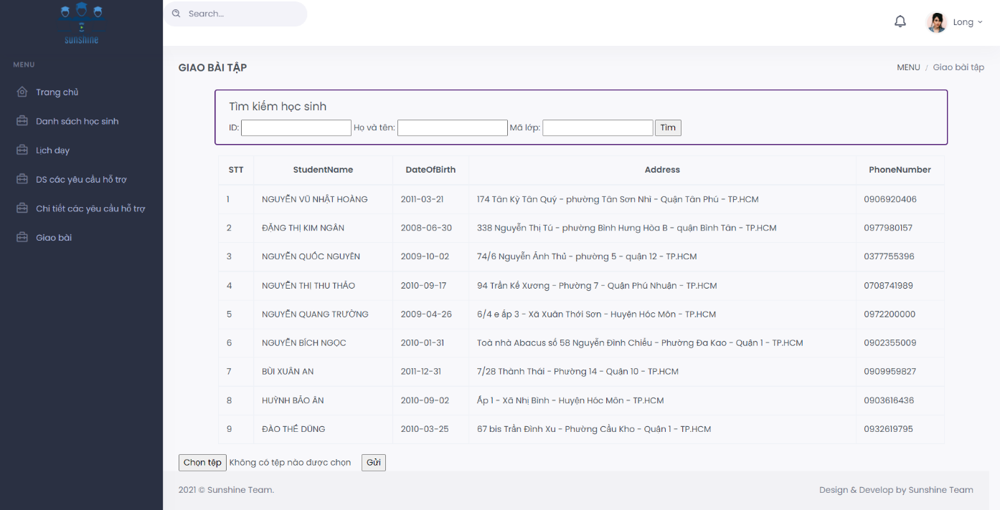 sunshine
Search...
Long
MENU
Trang chủ
Danh sách học sinh
Lịch dạy
DS các yêu cầu hỗ trợ
Chi tiết các yêu cầu hỗ trợ
Giao bài
GIAO BÀI TẬP
MENU / Giao bài tập
Tìm kiếm học sinh
ID: Họ và tên: Mã lớp: Tìm
STT StudentName DateOfBirth Address PhoneNumber
1 NGUYỄN VŨ NHẬT HOÀNG 2011-03-21 174 Tân Kỳ Tân Quý - phường Tân Sơn Nhì - Quận Tân Phú - TP.HCM 0906920406
2 ĐẶNG THỊ KIM NGÂN 2008-06-30 338 Nguyễn Thị Tú - phường Bình Hưng Hòa B - quận Bình Tân - TP.HCM 0977980157
3 NGUYỄN QUỐC NGUYÊN 2009-10-02 74/6 Nguyễn Ảnh Thủ - phường 5 - quận 12 - TP.HCM 0377755396
4 NGUYỄN THỊ THU THẢO 2010-09-17 94 Trần Kế Xương - Phường 7 - Quận Phú Nhuận - TP.HCM 0708741989
5 NGUYỄN QUANG TRƯỜNG 2009-04-26 6/4 e ấp 3 - Xã Xuân Thới Sơn - Huyện Hóc Môn - TP.HCM 0972200000
6 NGUYỄN BÍCH NGỌC 2010-01-31 Toà nhà Abacus số 58 Nguyễn Đình Chiểu - Phường Đa Kao - Quận 1 - TP.HCM 0902355009
7 BÙI XUÂN AN 2011-12-31 7/28 Thành Thái - Phường 14 - Quận 10 - TP.HCM 0909959827
8 HUỲNH BẢO ÂN 2010-09-02 Ấp 1 - Xã Nhị Bình - Huyện Hóc Môn - TP.HCM 0903616436
9 ĐÀO THẾ DŨNG 2010-03-25 67 bis Trần Đình Xu - Phường Cầu Kho - Quận 1 - TP.HCM 0932619795
Chọn tệp Không có tệp nào được chọn Gửi
2021 © Sunshine Team. Design & Develop by Sunshine Team